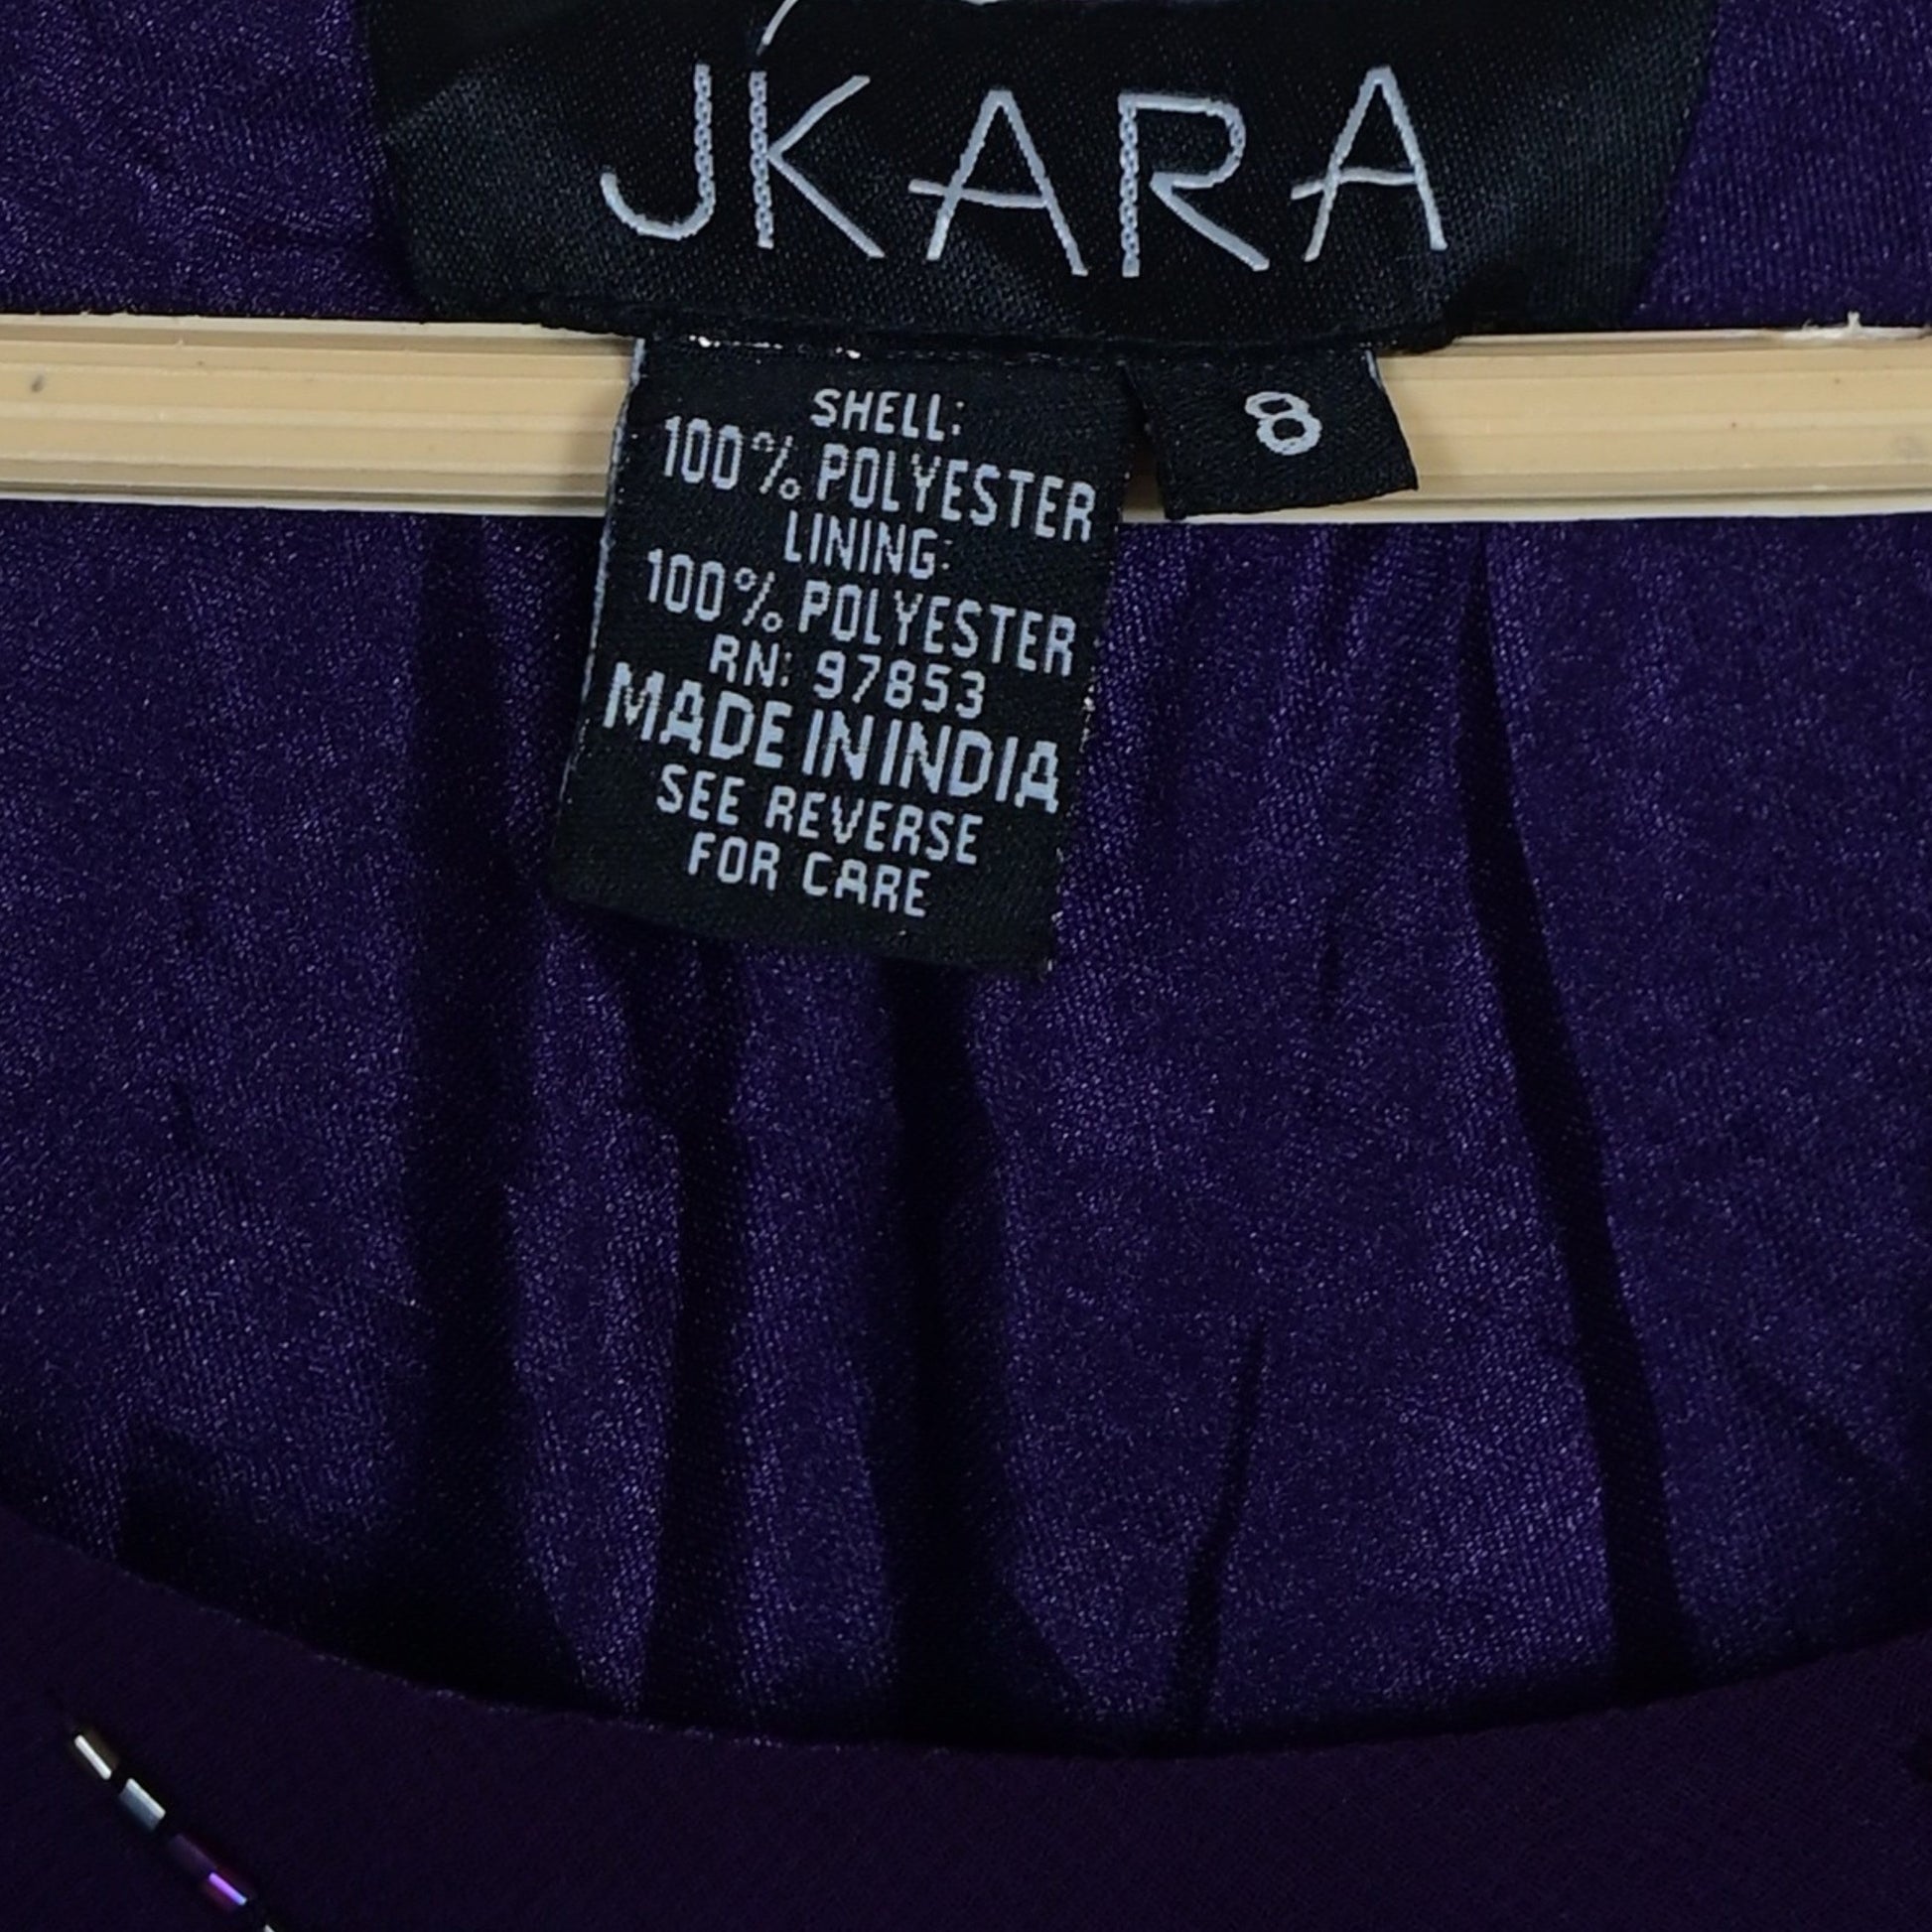 JKARA
8
SHELL:
100% POLYESTER
LINING:
100% POLYESTER
RN: 97853
MADE IN INDIA
SEE REVERSE
FOR CARE